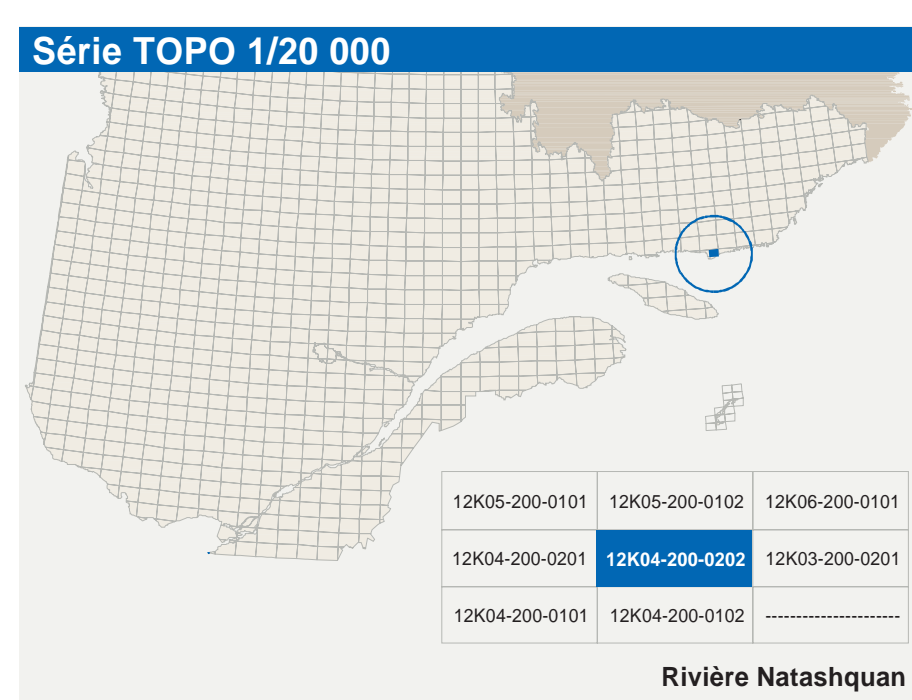 Série TOPO 1/20 000
12K05-200-0101 12K05-200-0102 12K06-200-0101
12K04-200-0201 12K04-200-0202 12K03-200-0201
12K04-200-0101 12K04-200-0102 ----------------------
Rivière Natashquan